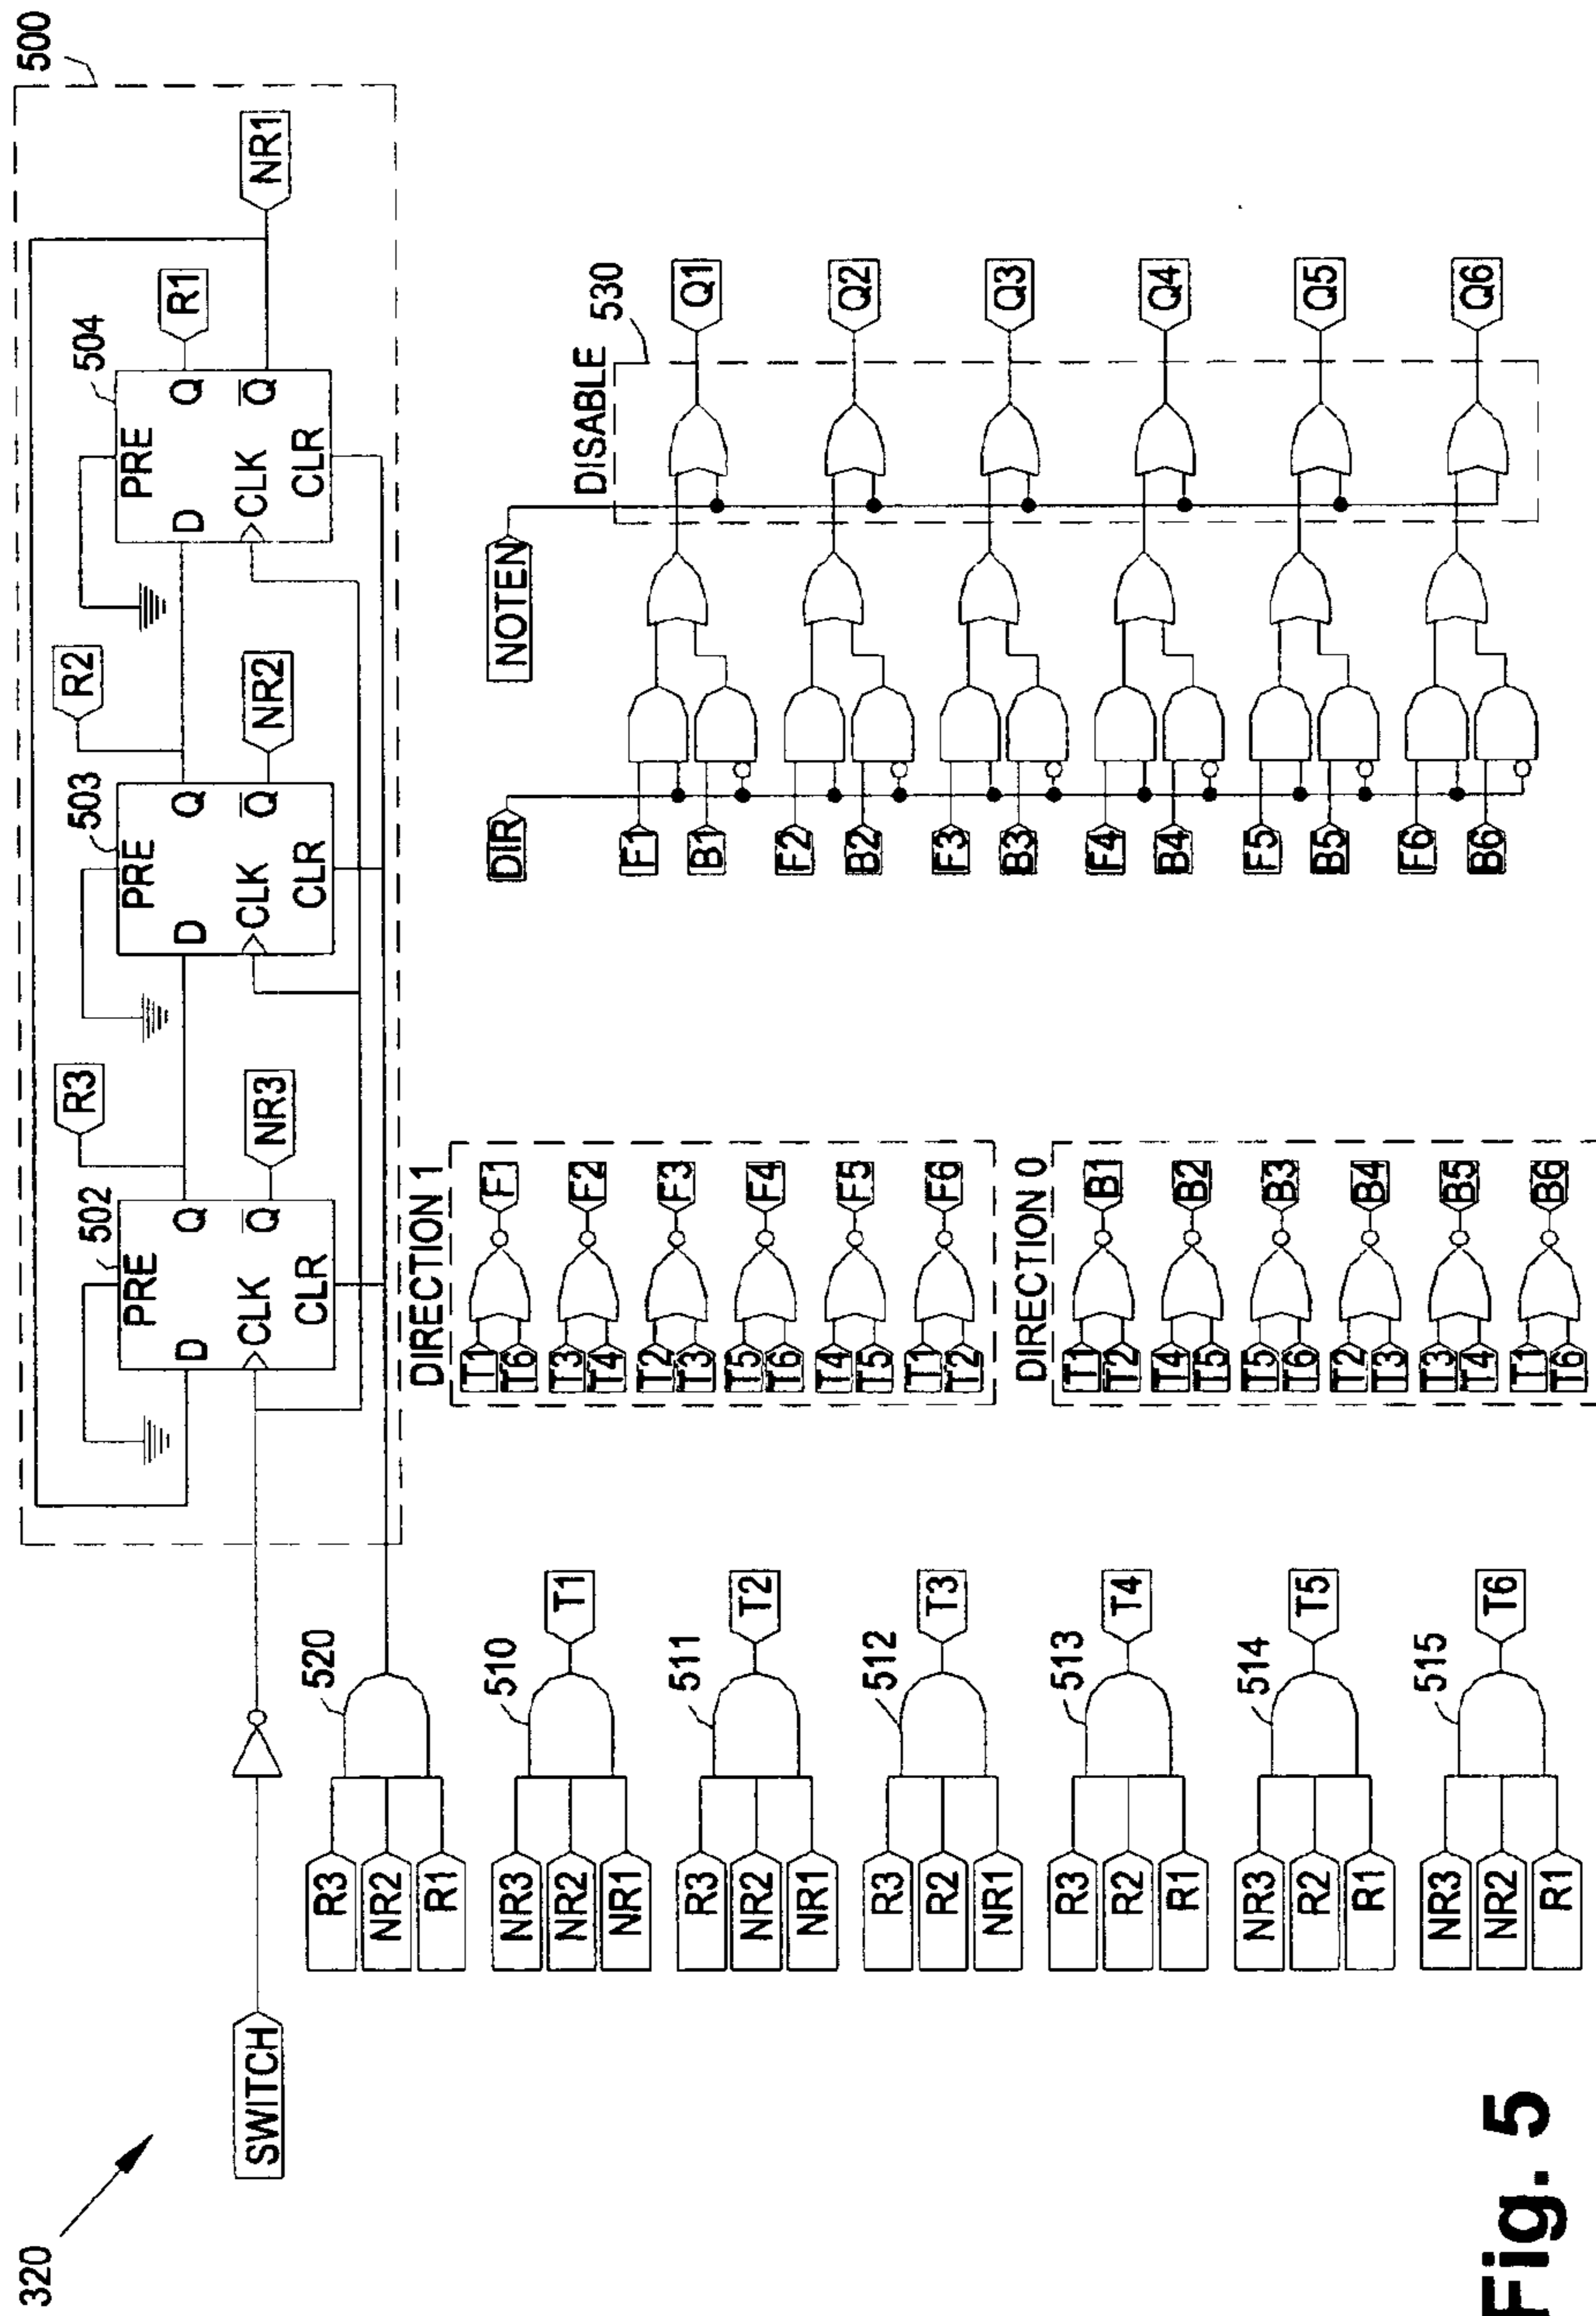 320
500
SWITCH
502
PRE
D
Q
CLK
Q
CLR
R3
NR3
503
PRE
D
Q
CLK
Q
CLR
R2
NR2
504
PRE
D
Q
CLK
Q
CLR
R1
NR1
520
R3
NR2
R1
510
NR3
NR2
NR1
T1
511
R3
NR2
NR1
T2
512
R3
R2
NR1
T3
513
R3
R2
R1
T4
514
NR3
R2
R1
T5
515
NR3
NR2
R1
T6
DIRECTION 1
T1
T6
F1
T3
T4
F2
T2
T3
F3
T5
T6
F4
T4
T5
F5
T1
T2
F6
DIRECTION 0
T1
T2
B1
T4
T5
B2
T5
T6
B3
T2
T3
B4
T3
T4
B5
T1
T6
B6
DIR
NOTEN
DISABLE
530
F1
B1
Q1
F2
B2
Q2
F3
B3
Q3
F4
B4
Q4
F5
B5
Q5
F6
B6
Q6
Fig. 5